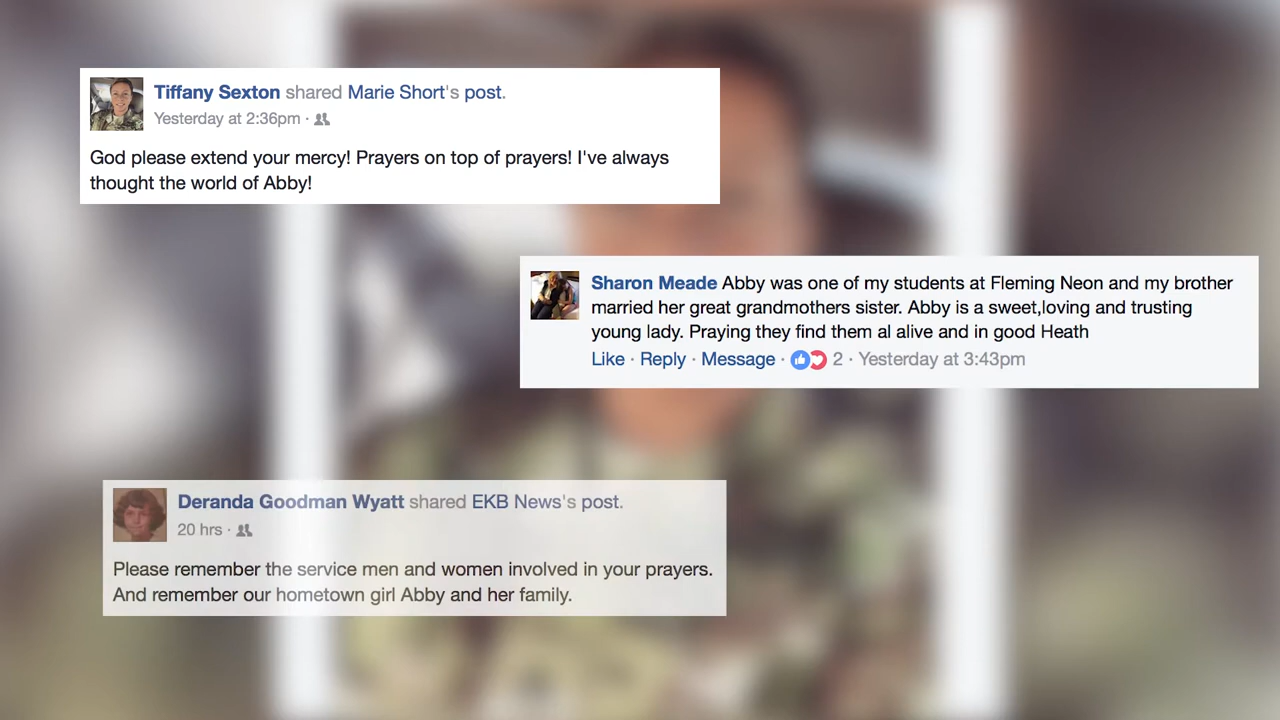 Tiffany Sexton shared Marie Short's post.
Yesterday at 2:36pm ·
God please extend your mercy! Prayers on top of prayers! I've always
thought the world of Abby!
Sharon Meade Abby was one of my students at Fleming Neon and my brother
married her great grandmothers sister. Abby is a sweet,loving and trusting
young lady. Praying they find them al alive and in good Heath
Like · Reply · Message · 2 · Yesterday at 3:43pm
Deranda Goodman Wyatt shared EKB News's post.
20 hrs ·
Please remember the service men and women involved in your prayers.
And remember our hometown girl Abby and her family.